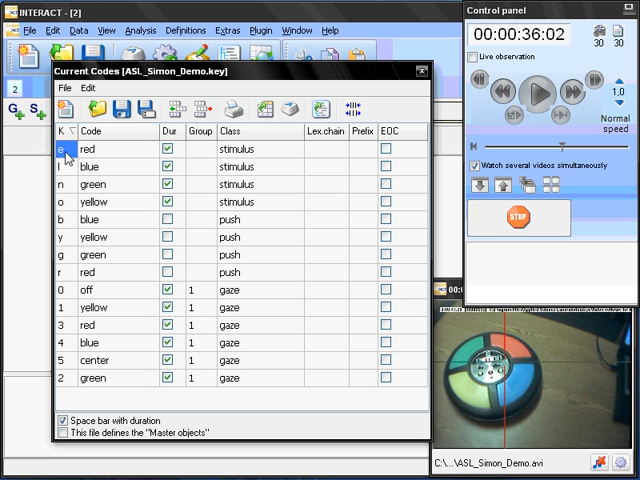 INTERACT - [2]
File Edit View Analysis Definitions Extras Plugin Window Help
2
G S
Current Codes [ASL_Simon_Demo.key]
File Edit
K Code Dur Group Class Lex.chain Prefix EOC
e red stimulus
l blue stimulus
n green stimulus
o yellow stimulus
b blue push
y yellow push
g green push
r red push
0 off 1 gaze
1 yellow 1 gaze
3 red 1 gaze
4 blue 1 gaze
5 center 1 gaze
2 green 1 gaze
Space bar with duration
This file defines the "Master objects"
Control panel
00:00:36:02
30 30
Live observation
1,0
Normal speed
Watch several videos simultaneously
STOP
C:\...\ASL_Simon_Demo.avi